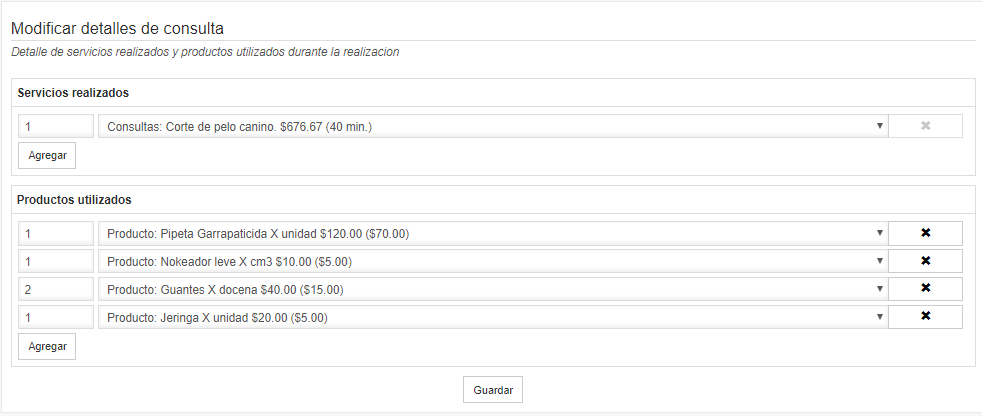 Modificar detalles de consulta
Detalle de servicios realizados y productos utilizados durante la realizacion
Servicios realizados
1 Consultas: Corte de pelo canino. $676.67 (40 min.) ▼ ✖
Agregar
Productos utilizados
1 Producto: Pipeta Garrapaticida X unidad $120.00 ($70.00) ▼ ✖
1 Producto: Nokeador leve X cm3 $10.00 ($5.00) ▼ ✖
2 Producto: Guantes X docena $40.00 ($15.00) ▼ ✖
1 Producto: Jeringa X unidad $20.00 ($5.00) ▼ ✖
Agregar
Guardar